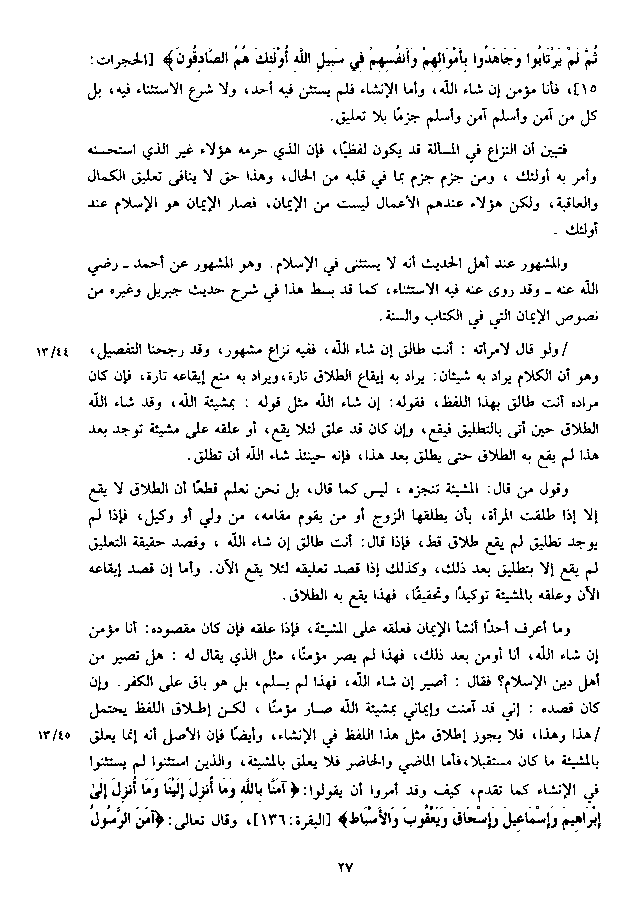 ثُمَّ لَمْ يَرْتَابُوا وَجَاهَدُوا بِأَمْوَالِهِمْ وَأَنفُسِهِمْ فِي سَبِيلِ اللَّهِ أُوْلَئِكَ هُمُ الصَّادِقُونَ﴾ [الحجرات:
١٥]، فأنا مؤمن إن شاء الله، وأما الإنشاء فلم يستثن فيه أحد، ولا شرع الاستثناء فيه، بل
كل من آمن وأسلم آمن وأسلم جزمًا بلا تعليق.
فتبين أن النزاع في المسألة قد يكون لفظيًا، فإن الذي حرمه هؤلاء غير الذي استحسنه
وأمر به أولئك، ومن جزم جزم بما في قلبه من الحال، وهذا حق لا ينافي تعليق الكمال
والعاقبة، ولكن هؤلاء عندهم الأعمال ليست من الإيمان، فصار الإيمان هو الإسلام عند
أولئك.
والمشهور عند أهل الحديث أنه لا يستثنى في الإسلام. وهو المشهور عن أحمد ـ رضي
الله عنه ـ وقد روى عنه فيه الاستثناء، كما قد بسط هذا في شرح حديث جبريل وغيره من
نصوص الإيمان التي في الكتاب والسنة.
١٣/٤٤ /ولو قال لامرأته : أنت طالق إن شاء الله، ففيه نزاع مشهور، وقد رجحنا التفصيل،
وهو أن الكلام يراد به شيئان: يراد به إيقاع الطلاق تارة،ويراد به منع إيقاعه تارة، فإن كان
مراده أنت طالق بهذا اللفظ، فقوله: إن شاء الله مثل قوله : بمشيئة الله، وقد شاء الله
الطلاق حين أتى بالتطليق فيقع، وإن كان قد علق لئلا يقع، أو علقه على مشيئة توجد بعد
هذا لم يقع به الطلاق حتى يطلق بعد هذا، فإنه حينئذ شاء الله أن تطلق.
وقول من قال: المشيئة تنجزه ، ليس كما قال، بل نحن نعلم قطعًا أن الطلاق لا يقع
إلا إذا طلقت المرأة، بأن يطلقها الزوج أو من يقوم مقامه، من ولي أو وكيل، فإذا لم
يوجد تطليق لم يقع طلاق قط، فإذا قال: أنت طالق إن شاء الله ، وقصد حقيقة التعليق
لم يقع إلا بتطليق بعد ذلك، وكذلك إذا قصد تعليقه لئلا يقع الآن. وأما إن قصد إيقاعه
الآن وعلقه بالمشيئة توكيدًا وتحقيقًا، فهذا يقع به الطلاق.
وما أعرف أحدًا أنشأ الإيمان فعلقه على المشيئة، فإذا علقه فإن كان مقصوده: أنا مؤمن
إن شاء الله، أنا أومن بعد ذلك، فهذا لم يصر مؤمنًا، مثل الذي يقال له : هل تصير من
أهل دين الإسلام؟ فقال : أصير إن شاء الله، فهذا لم يسلم، بل هو باق على الكفر. وإن
كان قصده : إني قد آمنت وإيماني بمشيئة الله صار مؤمنًا ، لكن إطلاق اللفظ يحتمل
١٣/٤٥ /هذا وهذا، فلا يجوز إطلاق مثل هذا اللفظ في الإنشاء، وأيضًا فإن الأصل أنه إنما يعلق
بالمشيئة ما كان مستقبلا،فأما الماضي والحاضر فلا يعلق بالمشيئة، والذين استثنوا لم يستثنوا
في الإنشاء كما تقدم، كيف وقد أمروا أن يقولوا:﴿ آمَنَّا بِاللَّهِ وَمَا أُنزِلَ إِلَيْنَا وَمَا أُنزِلَ إِلَىٰ
إِبْرَاهِيمَ وَإِسْمَاعِيلَ وَإِسْحَاقَ وَيَعْقُوبَ وَالأَسْبَاطِ﴾ [البقرة:١٣٦]، وقال تعالى:﴿آمَنَ الرَّسُولُ
٢٧